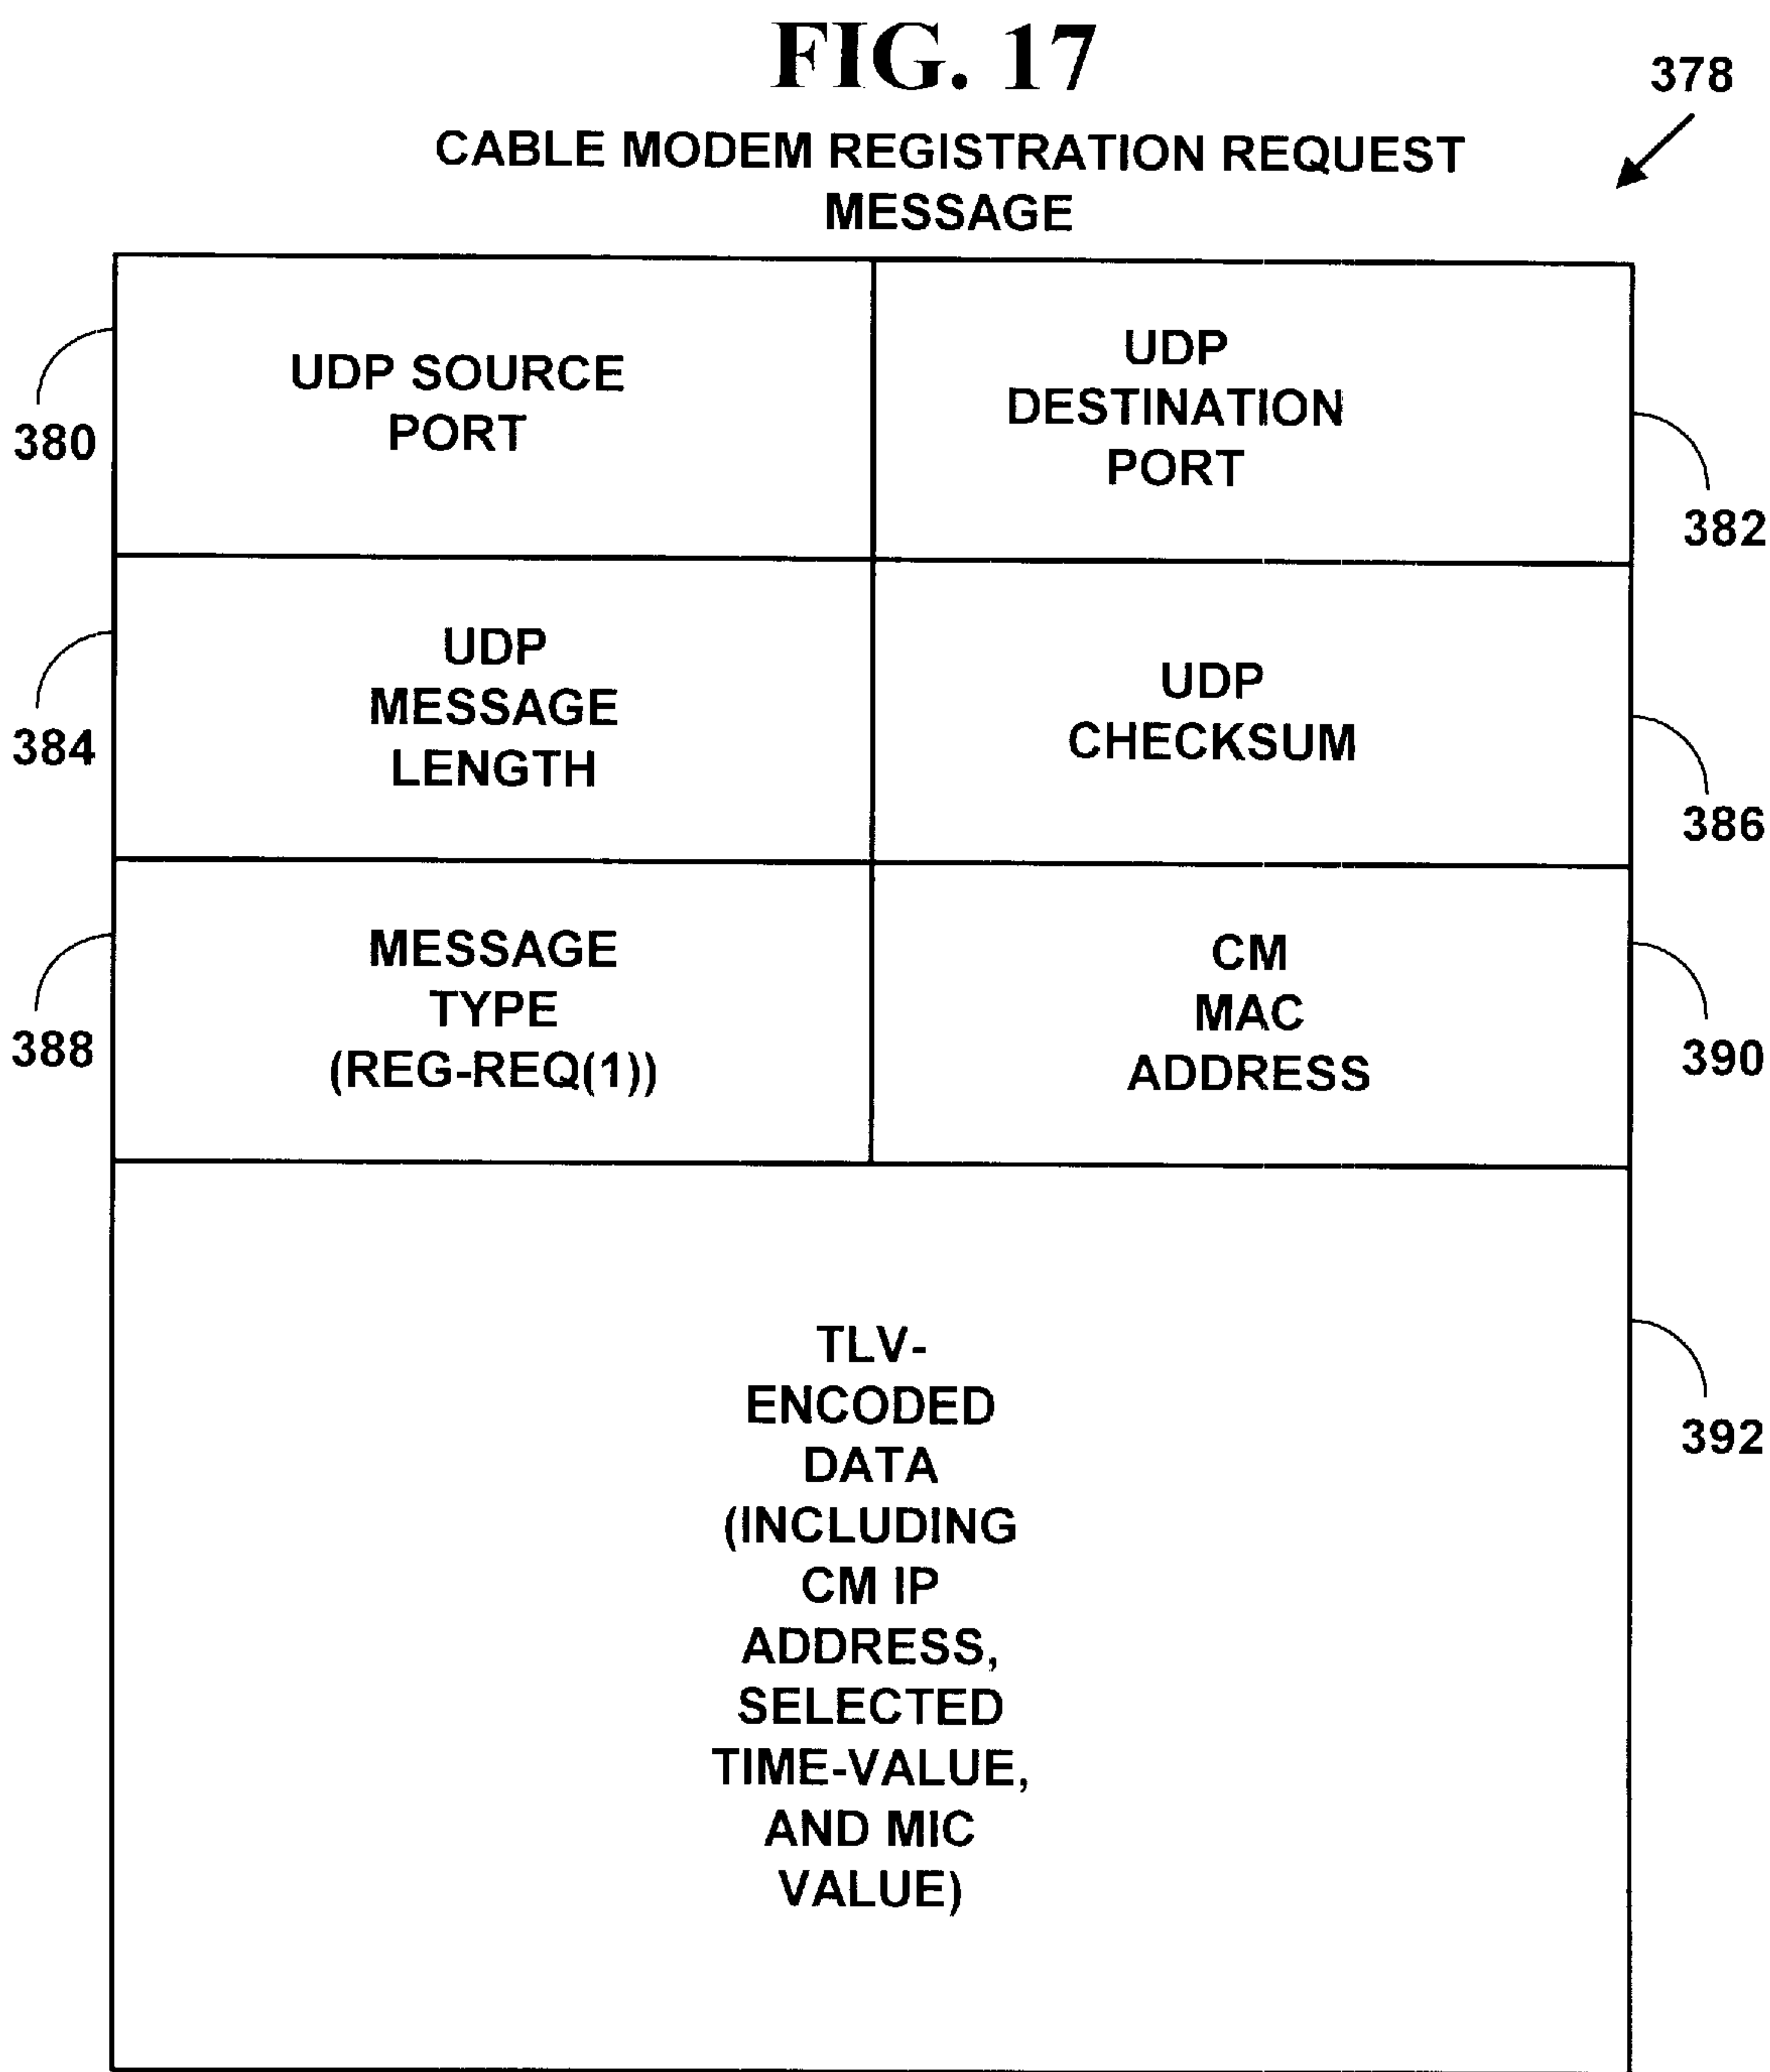 FIG. 17
378
CABLE MODEM REGISTRATION REQUEST
MESSAGE
UDP SOURCE
PORT
380
UDP
DESTINATION
PORT
382
UDP
MESSAGE
LENGTH
384
UDP
CHECKSUM
386
MESSAGE
TYPE
(REG-REQ(1))
388
CM
MAC
ADDRESS
390
TLV-
ENCODED
DATA
(INCLUDING
CM IP
ADDRESS,
SELECTED
TIME-VALUE,
AND MIC
VALUE)
392